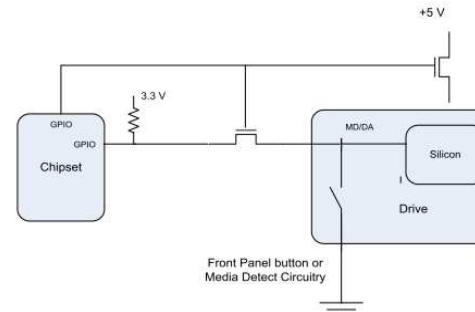 +5 V
3.3 V
GPIO
GPIO
Chipset
MD/DA
Silicon
Drive
Front Panel button or
Media Detect Circuitry